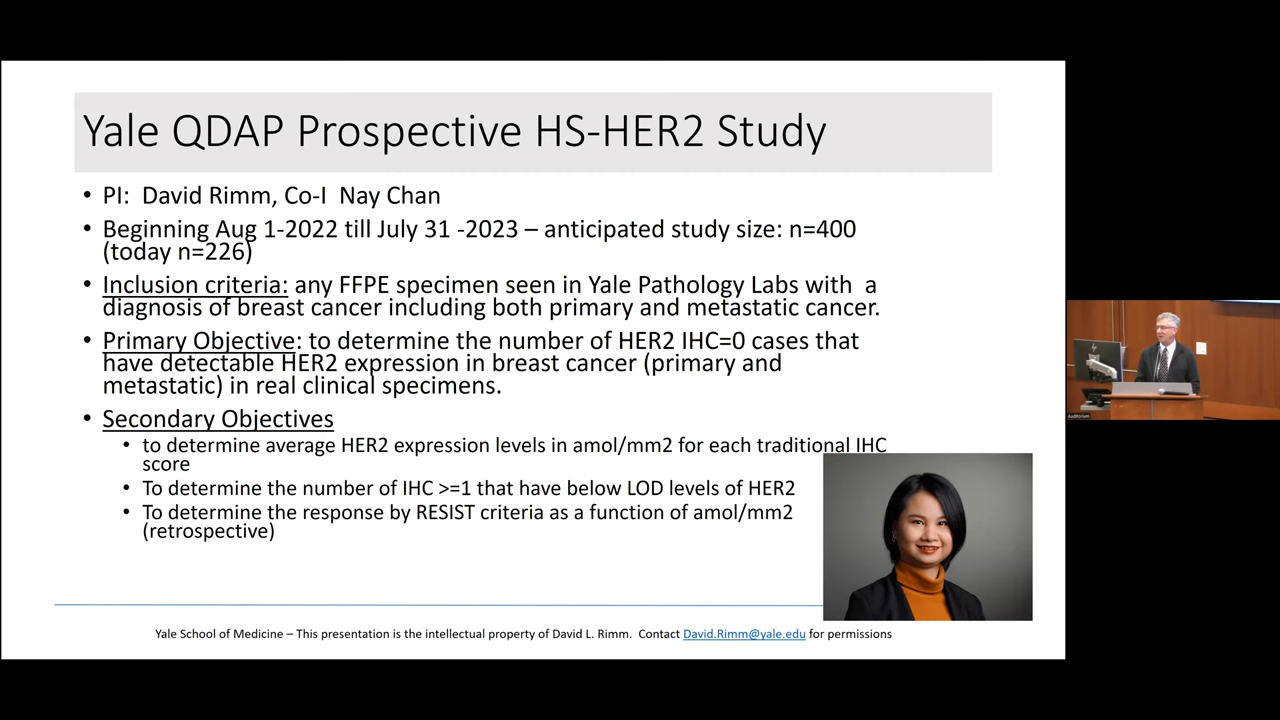 Yale QDAP Prospective HS-HER2 Study
• PI:  David Rimm, Co-I  Nay Chan
• Beginning Aug 1-2022 till July 31 -2023 – anticipated study size: n=400
(today n=226)
• Inclusion criteria: any FFPE specimen seen in Yale Pathology Labs with  a
diagnosis of breast cancer including both primary and metastatic cancer.
• Primary Objective: to determine the number of HER2 IHC=0 cases that
have detectable HER2 expression in breast cancer (primary and
metastatic) in real clinical specimens.
• Secondary Objectives
• to determine average HER2 expression levels in amol/mm2 for each traditional IHC
score
• To determine the number of IHC >=1 that have below LOD levels of HER2
• To determine the response by RESIST criteria as a function of amol/mm2
(retrospective)
Yale School of Medicine – This presentation is the intellectual property of David L. Rimm.  Contact David.Rimm@yale.edu for permissions
Auditorium